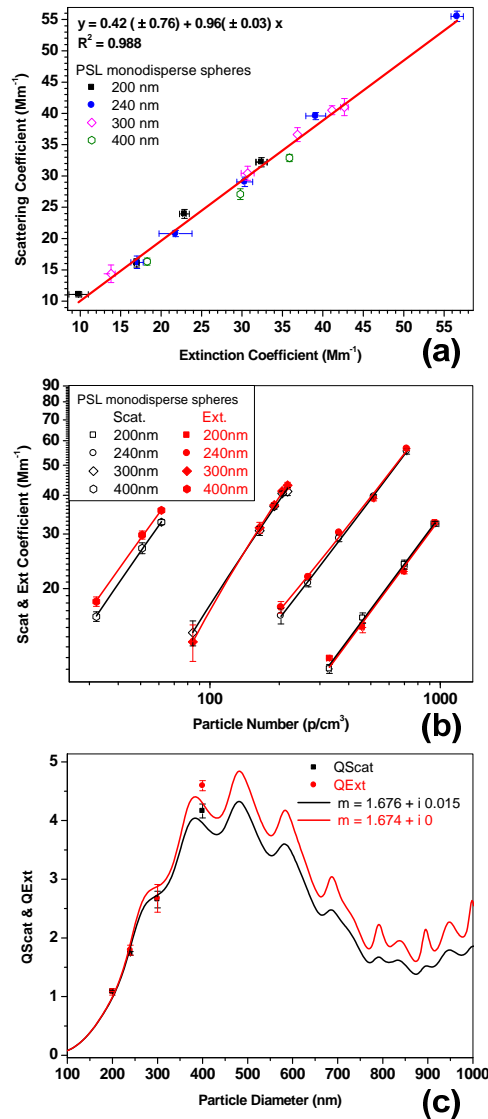 y = 0.42 ( ± 0.76) + 0.96( ± 0.03) x
R² = 0.988
PSL monodisperse spheres
200 nm
240 nm
300 nm
400 nm
Scattering Coefficient (Mm⁻¹)
55
50
45
40
35
30
25
20
15
10
10 15 20 25 30 35 40 45 50 55
Extinction Coefficient (Mm⁻¹)
(a)
PSL monodisperse spheres
Scat. Ext.
200nm 200nm
240nm 240nm
300nm 300nm
400nm 400nm
Scat & Ext Coefficient (Mm⁻¹)
90
80
70
60
50
40
30
20
100 1000
Particle Number (p/cm³)
(b)
QScat
QExt
m = 1.676 + i 0.015
m = 1.674 + i 0
QScat & QExt
5
4
3
2
1
0
100 200 300 400 500 600 700 800 900 1000
Particle Diameter (nm)
(c)